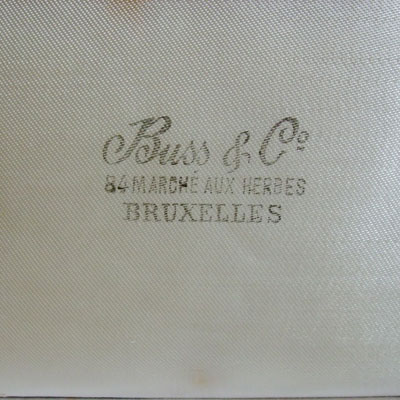 Buss & Cº
84 MARCHÉ AUX HERBES
BRUXELLES